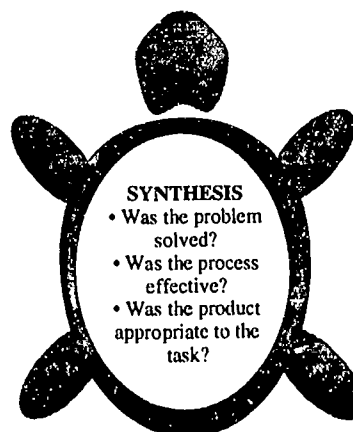 SYNTHESIS
• Was the problem
solved?
• Was the process
effective?
• Was the product
appropriate to the
task?